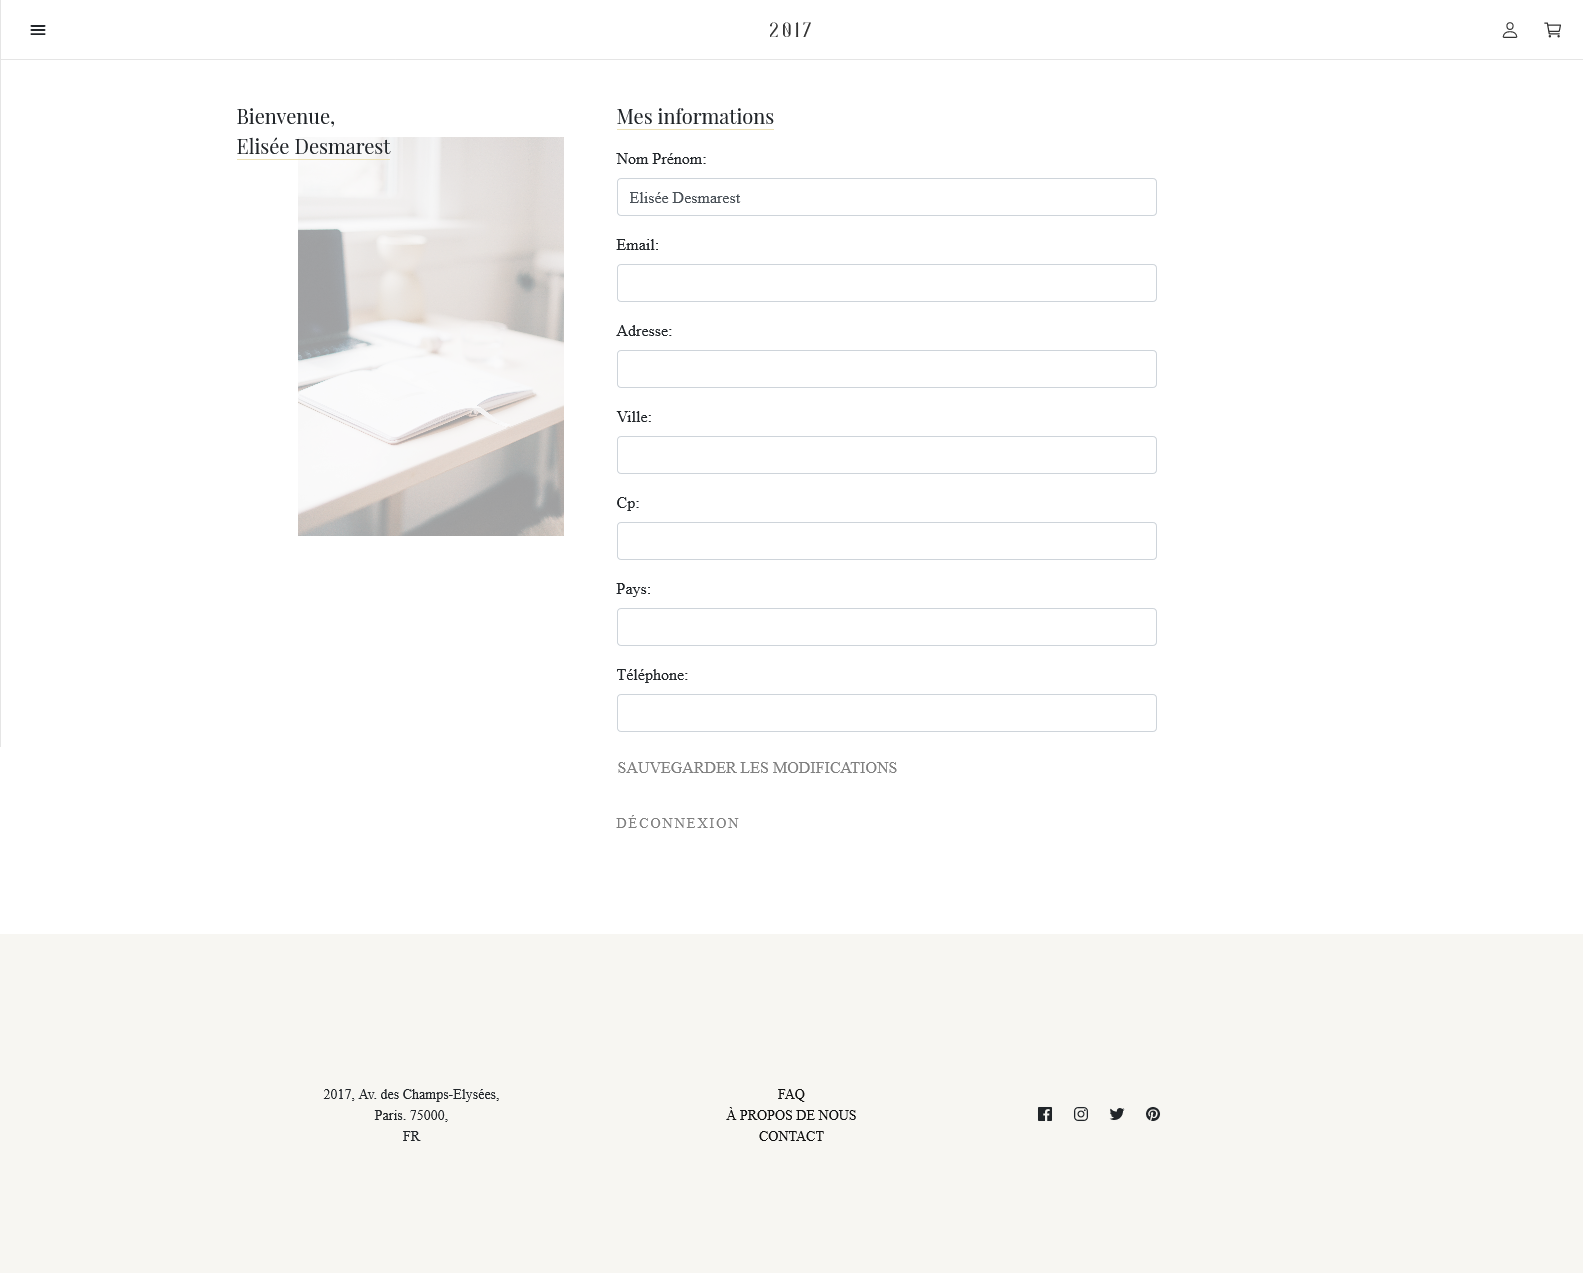 2017
Bienvenue,
Elisée Desmarest
Mes informations
Nom Prénom:
Elisée Desmarest
Email:
Adresse:
Ville:
Cp:
Pays:
Téléphone:
SAUVEGARDER LES MODIFICATIONS
DÉCONNEXION
2017, Av. des Champs-Elysées,
Paris. 75000,
FR
FAQ
À PROPOS DE NOUS
CONTACT